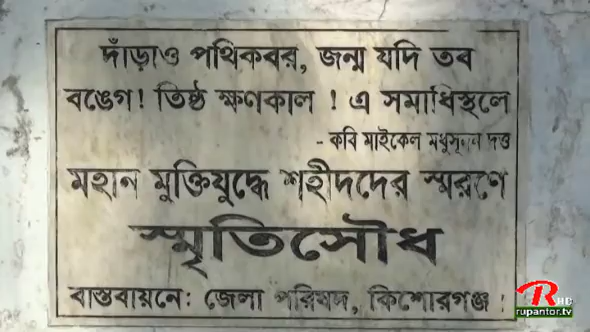 দাঁড়াও পথিকবর, জন্ম যদি তব
বঙেগ! তিষ্ঠ ক্ষণকাল ! এ সমাধিস্থলে
- কবি মাইকেল মধুসূদন দত্ত
মহান মুক্তিযুদ্ধে শহীদদের স্মরণে
স্মৃতিসৌধ
বাস্তবায়নে: জেলা পরিষদ, কিশোরগঞ্জ ।
R HD
rupantor.tv